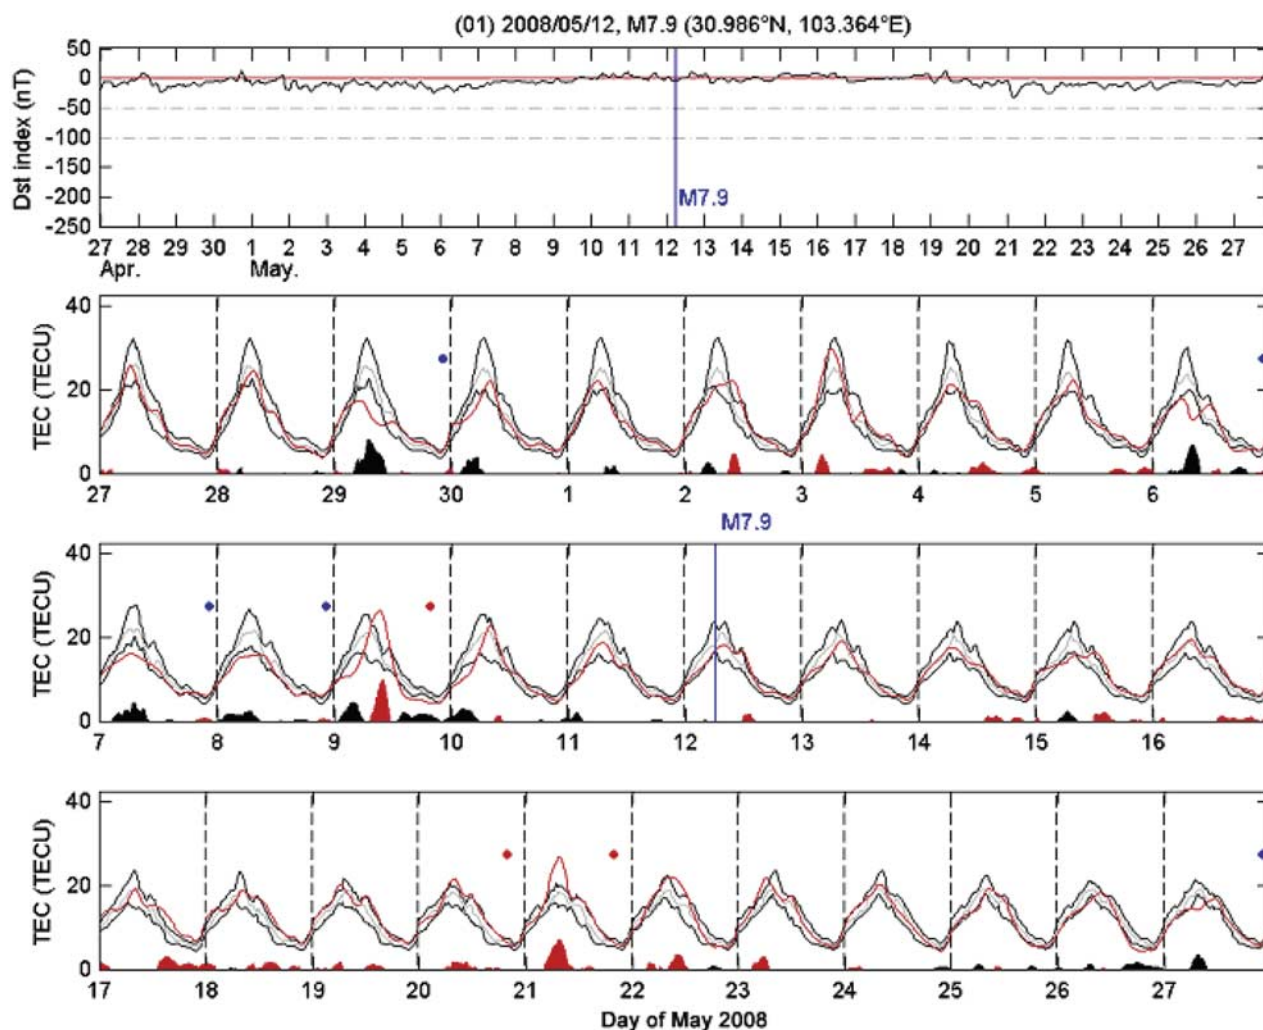 (01) 2008/05/12, M7.9 (30.986°N, 103.364°E)
Dst index (nT)
50
0
-50
-100
-150
-200
-250
M7.9
27 28 29 30 1 2 3 4 5 6 7 8 9 10 11 12 13 14 15 16 17 18 19 20 21 22 23 24 25 26 27
Apr. May.
TEC (TECU)
40
20
0
27 28 29 30 1 2 3 4 5 6
M7.9
TEC (TECU)
40
20
0
7 8 9 10 11 12 13 14 15 16
TEC (TECU)
40
20
0
17 18 19 20 21 22 23 24 25 26 27
Day of May 2008